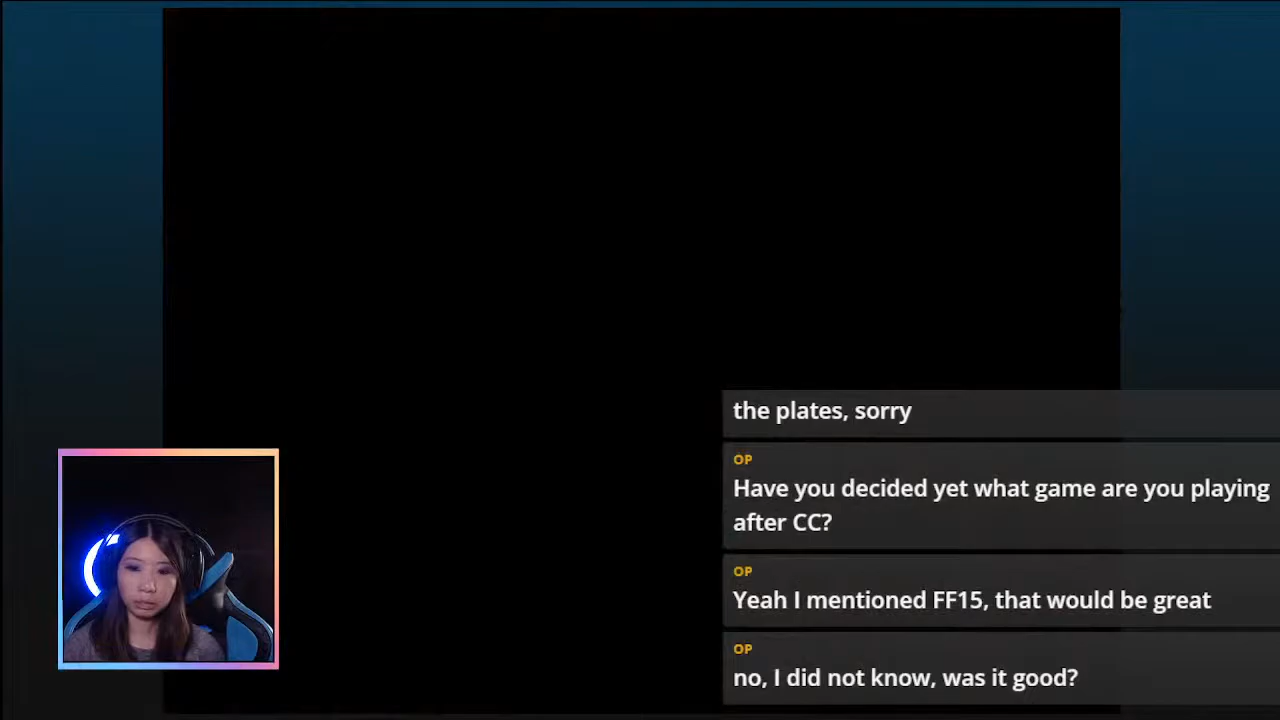 the plates, sorry
OP
Have you decided yet what game are you playing
after CC?
OP
Yeah I mentioned FF15, that would be great
OP
no, I did not know, was it good?